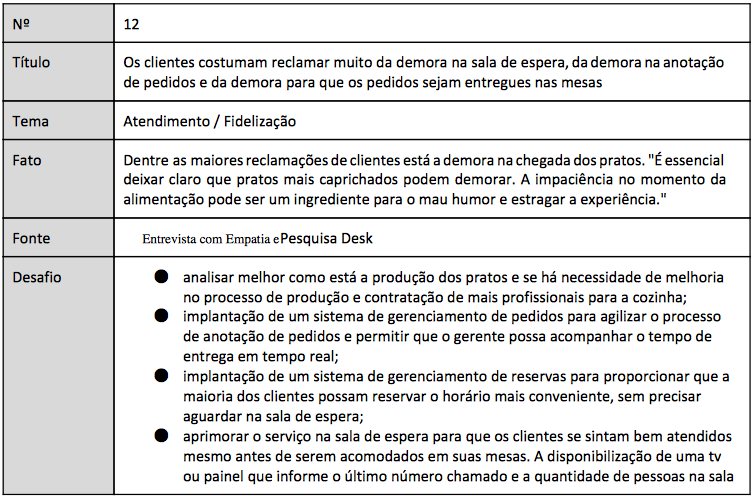 Nº 12
Título Os clientes costumam reclamar muito da demora na sala de espera, da demora na anotação
de pedidos e da demora para que os pedidos sejam entregues nas mesas
Tema Atendimento / Fidelização
Fato Dentre as maiores reclamações de clientes está a demora na chegada dos pratos. "É essencial
deixar claro que pratos mais caprichados podem demorar. A impaciência no momento da
alimentação pode ser um ingrediente para o mau humor e estragar a experiência."
Fonte Entrevista com Empatia e Pesquisa Desk
Desafio ● analisar melhor como está a produção dos pratos e se há necessidade de melhoria
no processo de produção e contratação de mais profissionais para a cozinha;
● implantação de um sistema de gerenciamento de pedidos para agilizar o processo
de anotação de pedidos e permitir que o gerente possa acompanhar o tempo de
entrega em tempo real;
● implantação de um sistema de gerenciamento de reservas para proporcionar que a
maioria dos clientes possam reservar o horário mais conveniente, sem precisar
aguardar na sala de espera;
● aprimorar o serviço na sala de espera para que os clientes se sintam bem atendidos
mesmo antes de serem acomodados em suas mesas. A disponibilização de uma tv
ou painel que informe o último número chamado e a quantidade de pessoas na sala